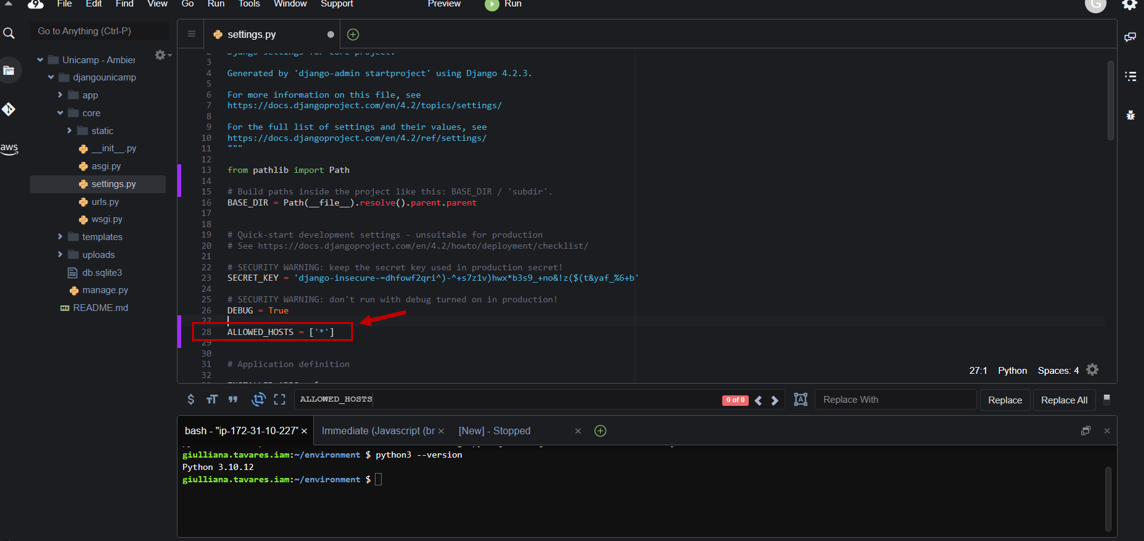 File Edit Find View Go Run Tools Window Support Preview Run G
Go to Anything (Ctrl-P)
settings.py
Unicamp - Ambier
djangounicamp
app
core
static
__init__.py
asgi.py
settings.py
urls.py
wsgi.py
templates
uploads
db.sqlite3
manage.py
README.md
aws
2 Django settings for core project.
3
4 Generated by 'django-admin startproject' using Django 4.2.3.
5
6 For more information on this file, see
7 https://docs.djangoproject.com/en/4.2/topics/settings/
8
9 For the full list of settings and their values, see
10 https://docs.djangoproject.com/en/4.2/ref/settings/
11 """
12
13 from pathlib import Path
14
15 # Build paths inside the project like this: BASE_DIR / 'subdir'.
16 BASE_DIR = Path(__file__).resolve().parent.parent
17
18
19 # Quick-start development settings - unsuitable for production
20 # See https://docs.djangoproject.com/en/4.2/howto/deployment/checklist/
21
22 # SECURITY WARNING: keep the secret key used in production secret!
23 SECRET_KEY = 'django-insecure-=dhfowf2qri^)-^+s7z1v)hwx*b3s9_+no&!z($(t&yaf_%6+b'
24
25 # SECURITY WARNING: don't run with debug turned on in production!
26 DEBUG = True
27
28 ALLOWED_HOSTS = ['*']
29
30
31 # Application definition
32
27:1 Python Spaces: 4
ALLOWED_HOSTS 0 of 0 Replace With Replace Replace All
bash - "ip-172-31-10-227" × Immediate (Javascript (br × [New] - Stopped ×
giulliana.tavares.iam:~/environment $ python3 --version
Python 3.10.12
giulliana.tavares.iam:~/environment $